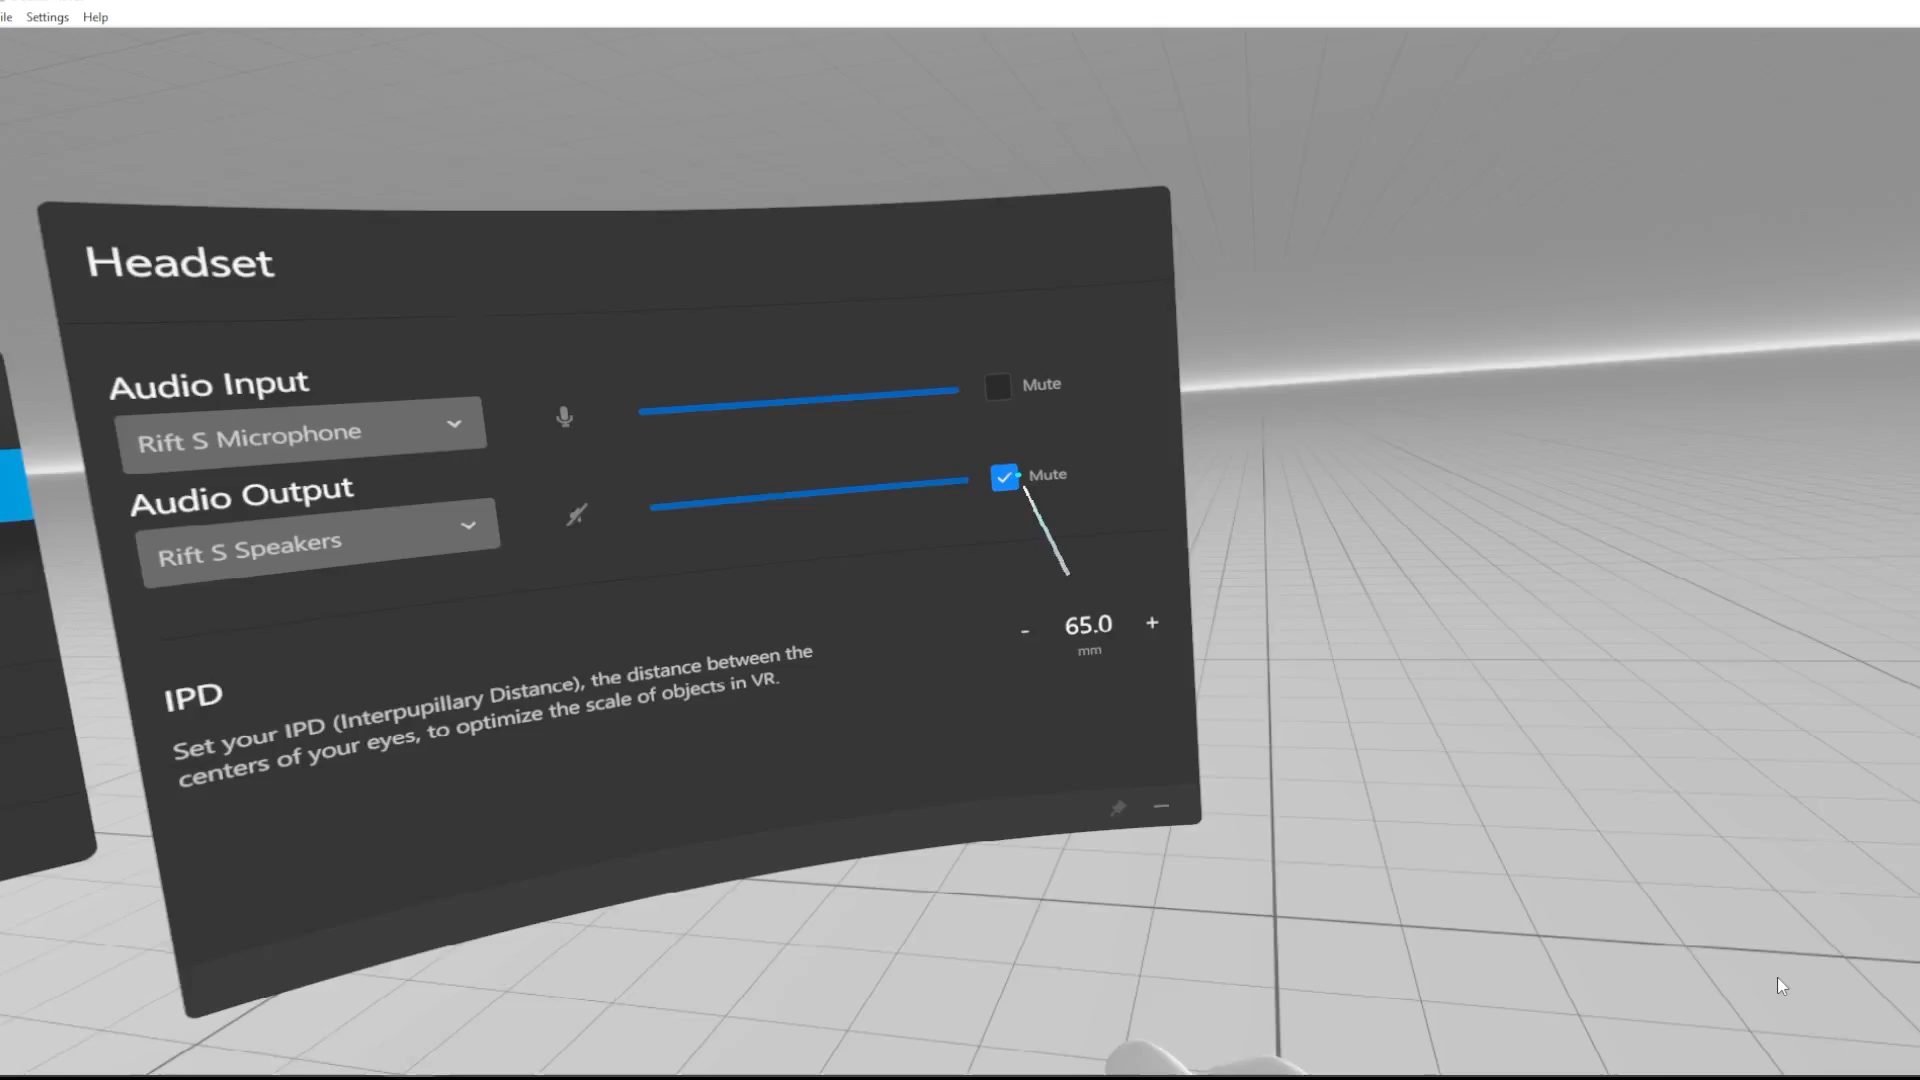 ile Settings Help
Headset
Audio Input
Rift S Microphone
Mute
Audio Output
Rift S Speakers
Mute
- 65.0 +
mm
IPD
Set your IPD (Interpupillary Distance), the distance between the
centers of your eyes, to optimize the scale of objects in VR.